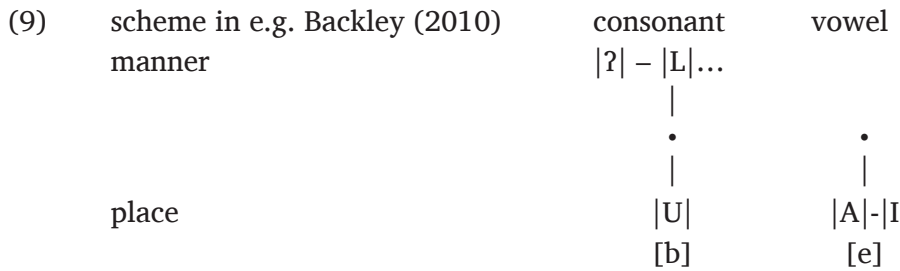 (9) scheme in e.g. Backley (2010) consonant vowel
manner |ʔ| – |L|…
|
• •
| |
place |U| |A|-|I
[b] [e]